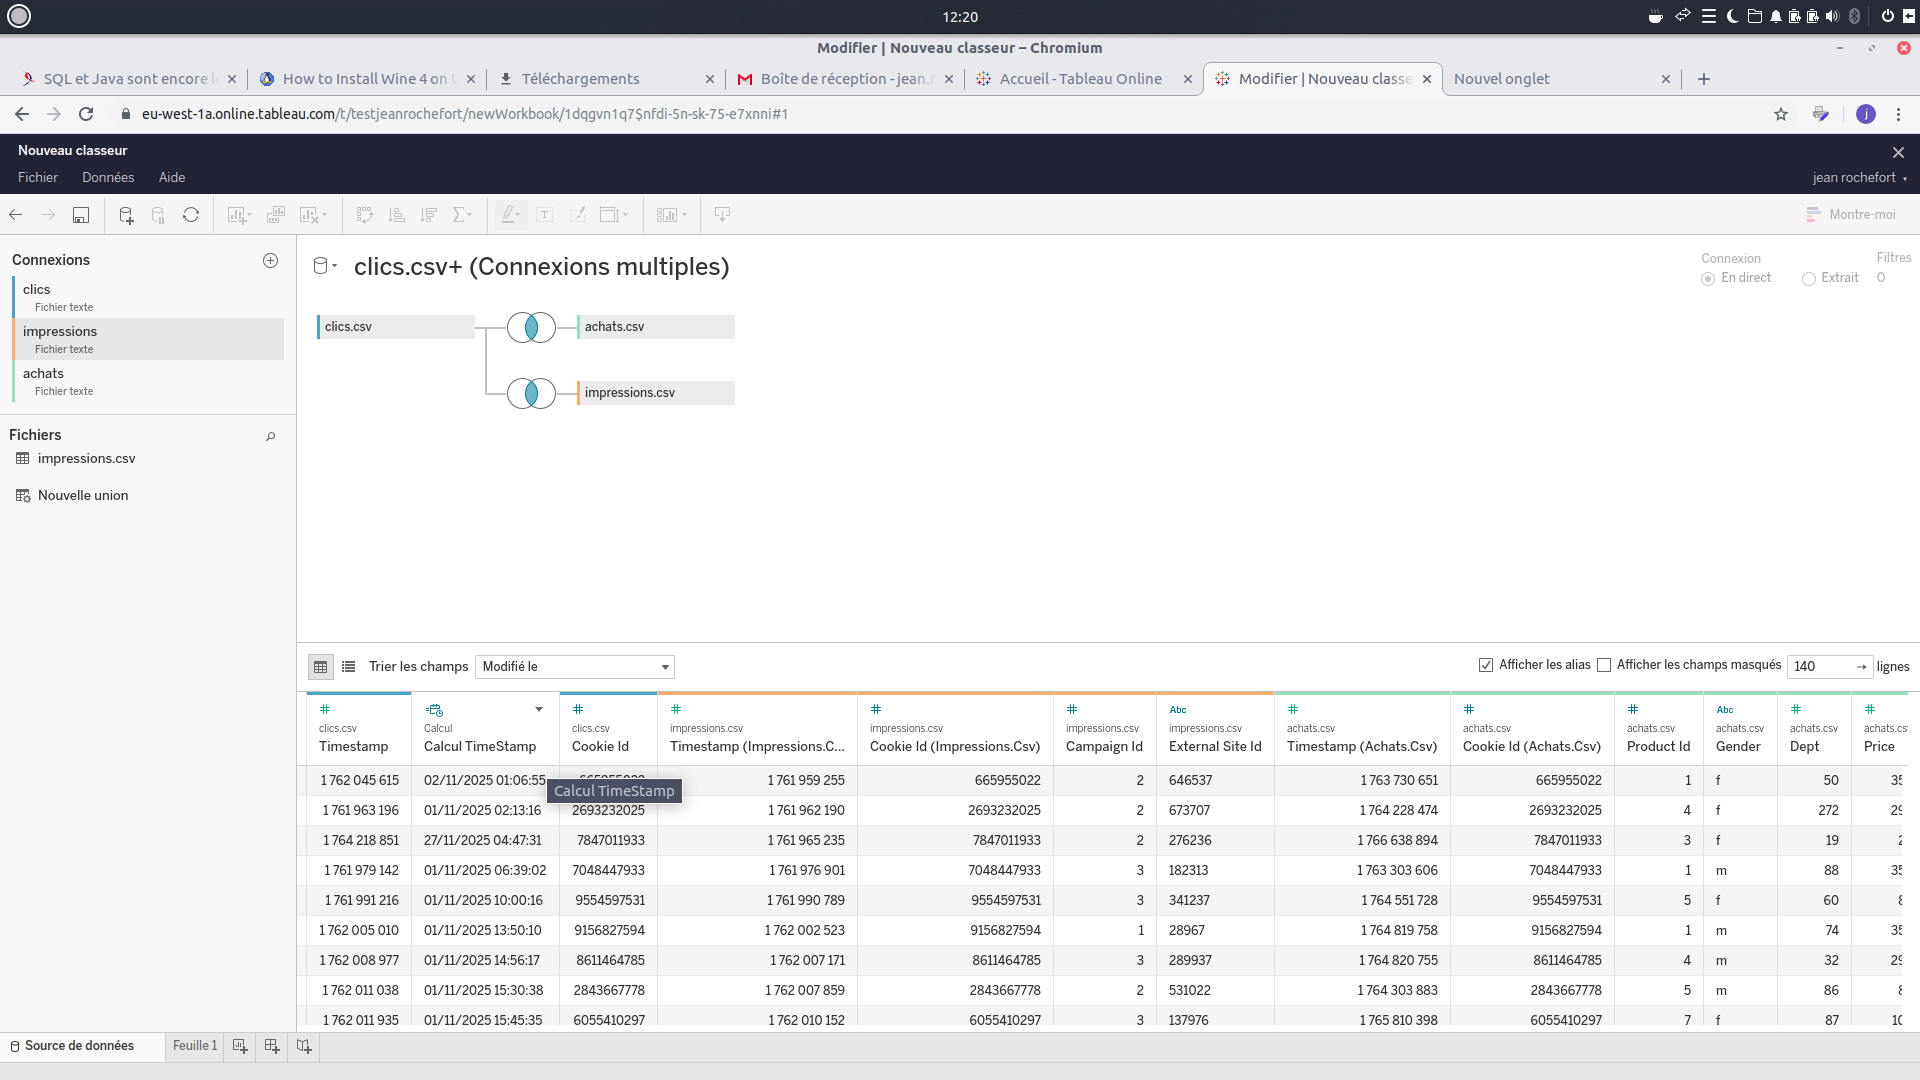 12:20
Modifier | Nouveau classeur – Chromium
SQL et Java sont encore l
How to Install Wine 4 on U
Téléchargements
Boîte de réception - jean.r
Accueil - Tableau Online
Modifier | Nouveau classe
Nouvel onglet
eu-west-1a.online.tableau.com/t/testjeanrochefort/newWorkbook/1dqgvn1q7$nfdi-5n-sk-75-e7xnni#1
j
Nouveau classeur
Fichier Données Aide
jean rochefort
Montre-moi
Connexions
clics
Fichier texte
impressions
Fichier texte
achats
Fichier texte
Fichiers
impressions.csv
Nouvelle union
clics.csv+ (Connexions multiples)
Connexion
En direct Extrait
Filtres
0
clics.csv
achats.csv
impressions.csv
Trier les champs Modifié le
Afficher les alias Afficher les champs masqués 140 → lignes
Abc Abc
clics.csv Calcul clics.csv impressions.csv impressions.csv impressions.csv impressions.csv achats.csv achats.csv achats.csv achats.csv achats.csv achats.cs
Timestamp Calcul TimeStamp Cookie Id Timestamp (Impressions.C... Cookie Id (Impressions.Csv) Campaign Id External Site Id Timestamp (Achats.Csv) Cookie Id (Achats.Csv) Product Id Gender Dept Price
1 762 045 615 02/11/2025 01:06:55 665955022 1 761 959 255 665955022 2 646537 1 763 730 651 665955022 1 f 50 35
Calcul TimeStamp
1 761 963 196 01/11/2025 02:13:16 2693232025 1 761 962 190 2693232025 2 673707 1 764 228 474 2693232025 4 f 272 29
1 764 218 851 27/11/2025 04:47:31 7847011933 1 761 965 235 7847011933 2 276236 1 766 638 894 7847011933 3 f 19 2
1 761 979 142 01/11/2025 06:39:02 7048447933 1 761 976 901 7048447933 3 182313 1 763 303 606 7048447933 1 m 88 35
1 761 991 216 01/11/2025 10:00:16 9554597531 1 761 990 789 9554597531 3 341237 1 764 551 728 9554597531 5 f 60 8
1 762 005 010 01/11/2025 13:50:10 9156827594 1 762 002 523 9156827594 1 28967 1 764 819 758 9156827594 1 m 74 35
1 762 008 977 01/11/2025 14:56:17 8611464785 1 762 007 171 8611464785 3 289937 1 764 820 755 8611464785 4 m 32 29
1 762 011 038 01/11/2025 15:30:38 2843667778 1 762 007 859 2843667778 2 531022 1 764 303 883 2843667778 5 m 86 8
1 762 011 935 01/11/2025 15:45:35 6055410297 1 762 010 152 6055410297 3 137976 1 765 810 398 6055410297 7 f 87 10
Source de données Feuille 1